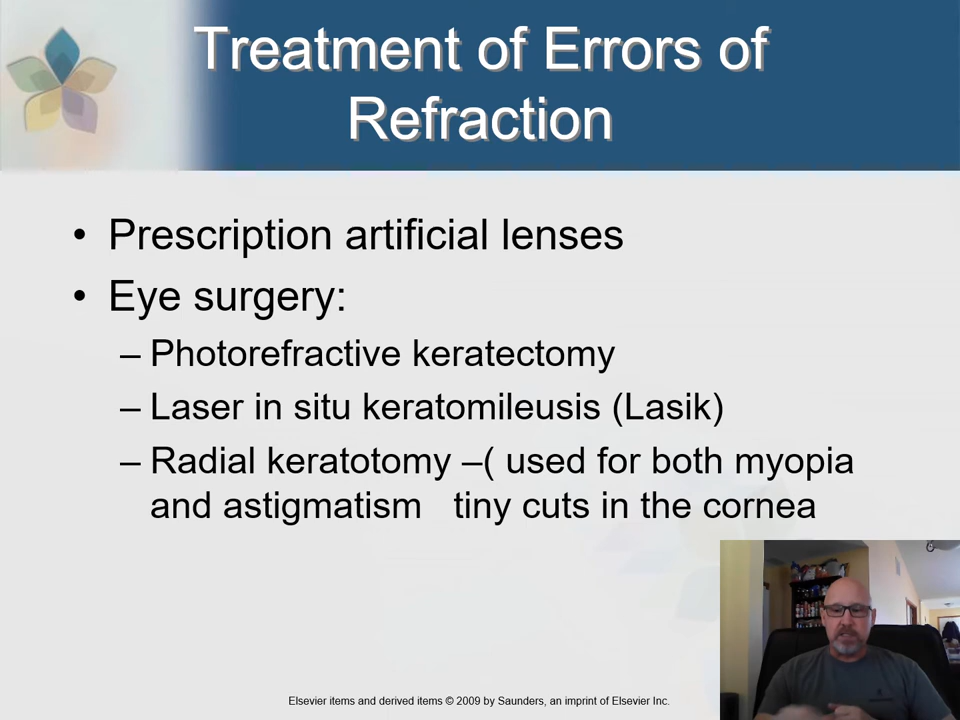 Treatment of Errors of
Refraction
• Prescription artificial lenses
• Eye surgery:
– Photorefractive keratectomy
– Laser in situ keratomileusis (Lasik)
– Radial keratotomy –( used for both myopia
and astigmatism   tiny cuts in the cornea
Elsevier items and derived items © 2009 by Saunders, an imprint of Elsevier Inc.